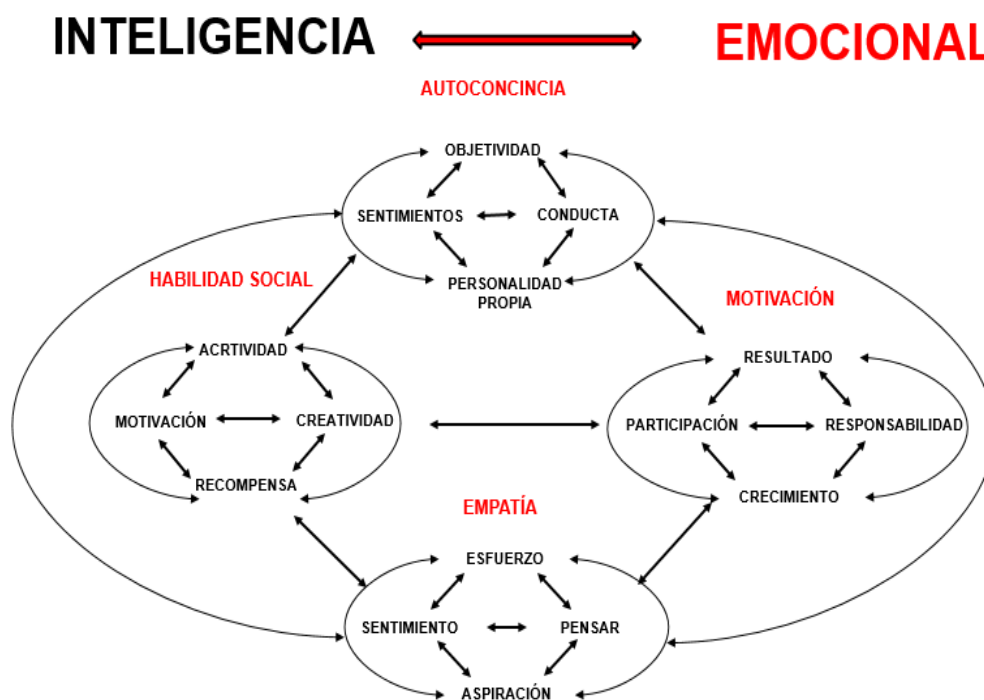 INTELIGENCIA
EMOCIONAL
AUTOCONCINCIA
OBJETIVIDAD
SENTIMIENTOS
CONDUCTA
PERSONALIDAD
PROPIA
HABILIDAD SOCIAL
ACRTIVIDAD
MOTIVACIÓN
CREATIVIDAD
RECOMPENSA
MOTIVACIÓN
RESULTADO
PARTICIPACIÓN
RESPONSABILIDAD
CRECIMIENTO
EMPATÍA
ESFUERZO
SENTIMIENTO
PENSAR
ASPIRACIÓN